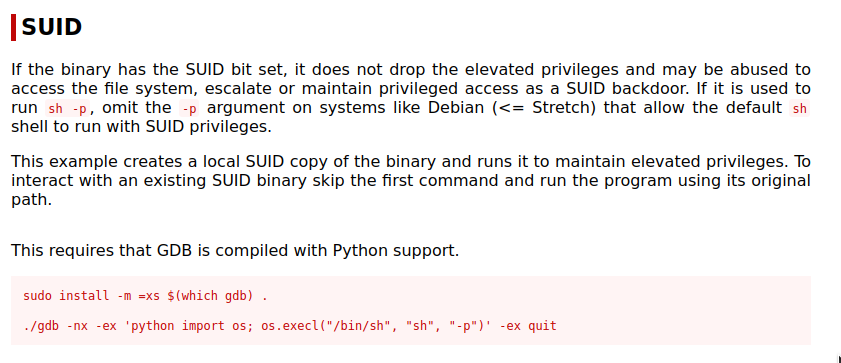 SUID
If the binary has the SUID bit set, it does not drop the elevated privileges and may be abused to
access the file system, escalate or maintain privileged access as a SUID backdoor. If it is used to
run sh -p, omit the -p argument on systems like Debian (<= Stretch) that allow the default sh
shell to run with SUID privileges.
This example creates a local SUID copy of the binary and runs it to maintain elevated privileges. To
interact with an existing SUID binary skip the first command and run the program using its original
path.
This requires that GDB is compiled with Python support.
sudo install -m =xs $(which gdb) .
./gdb -nx -ex 'python import os; os.execl("/bin/sh", "sh", "-p")' -ex quit